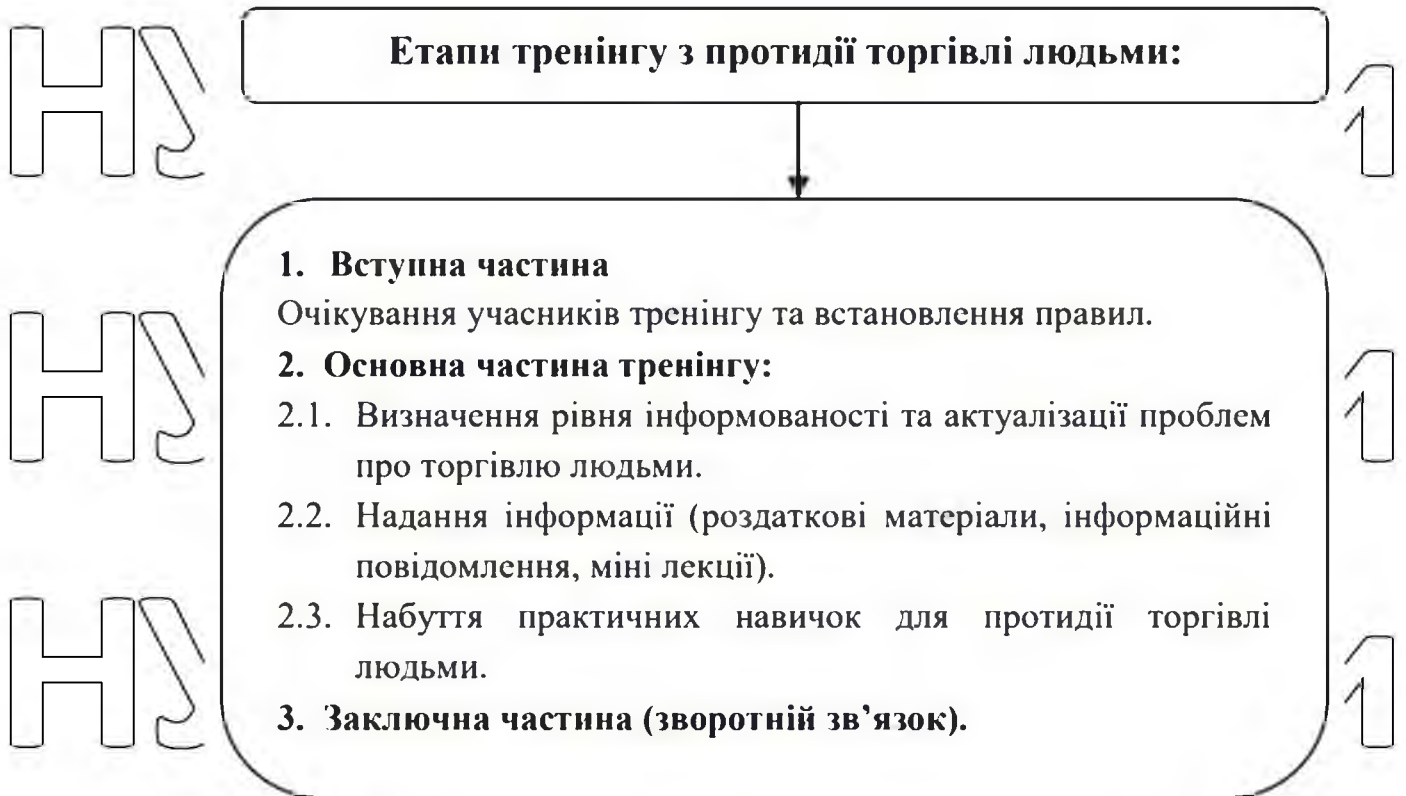 Етапи тренінгу з протидії торгівлі людьми:
1. Вступна частина
Очікування учасників тренінгу та встановлення правил.
2. Основна частина тренінгу:
2.1. Визначення рівня інформованості та актуалізації проблем
про торгівлю людьми.
2.2. Надання інформації (роздаткові матеріали, інформаційні
повідомлення, міні лекції).
2.3. Набуття практичних навичок для протидії торгівлі
людьми.
3. Заключна частина (зворотній зв’язок).